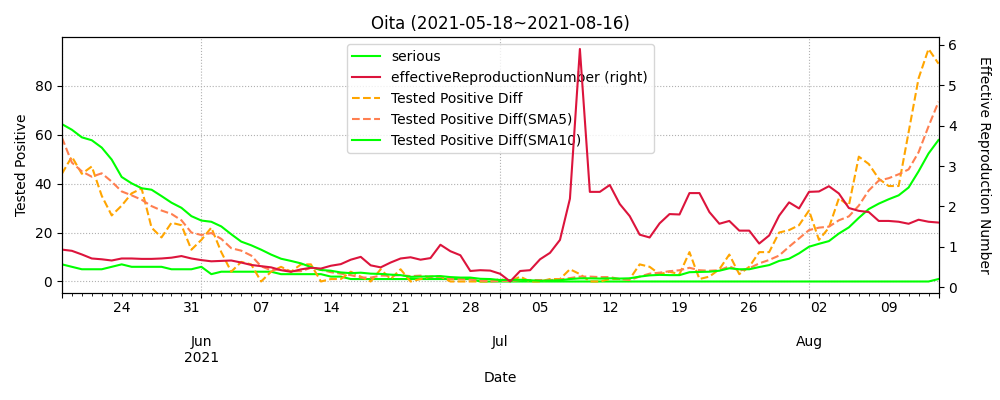 Oita (2021-05-18~2021-08-16)
serious
effectiveReproductionNumber (right)
Tested Positive Diff
Tested Positive Diff(SMA5)
Tested Positive Diff(SMA10)
Tested Positive
80
60
40
20
0
6
5
4
3
2
1
0
Effective Reproduction Number
24 31 07 14 21 28 05 12 19 26 02 09
Jun Jul Aug
2021
Date